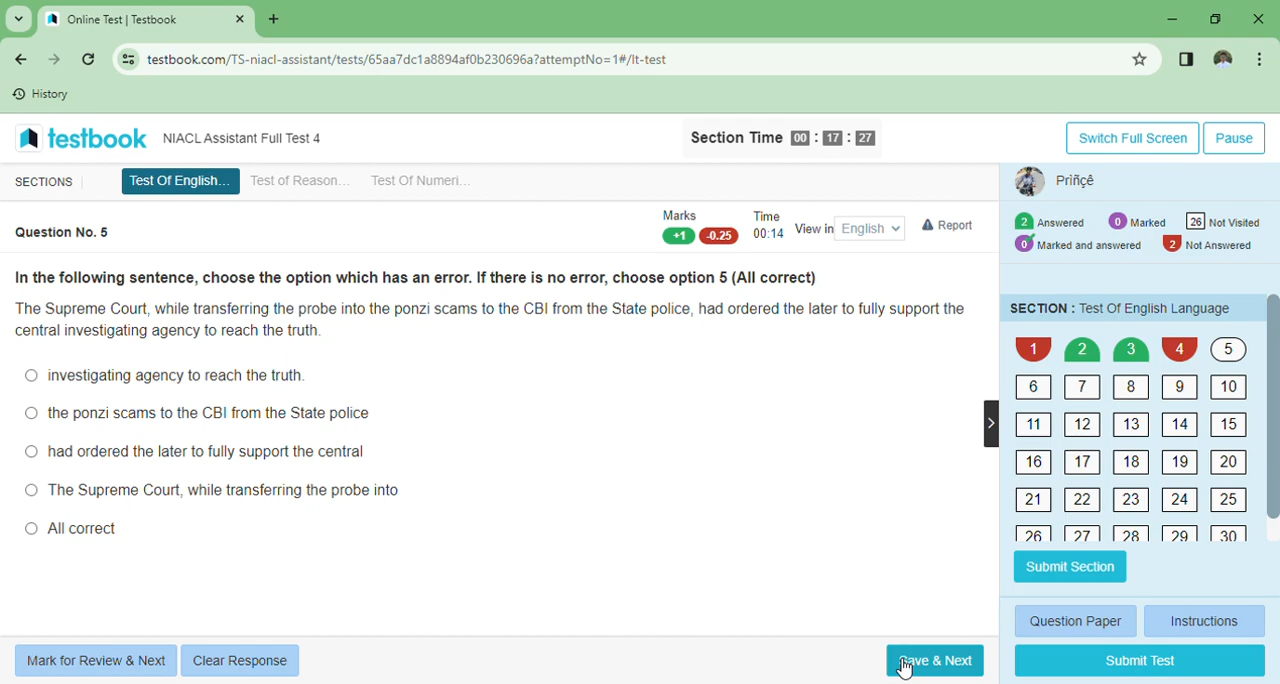 Online Test | Testbook
testbook.com/TS-niacl-assistant/tests/65aa7dc1a8894af0b230696a?attemptNo=1#/lt-test
History
testbook NIACL Assistant Full Test 4 Section Time 00 : 17 : 27 Switch Full Screen Pause
SECTIONS Test Of English... Test of Reason... Test Of Numeri... Priñçê
Question No. 5 Marks +1 -0.25 Time 00:14 View in English Report
2 Answered 0 Marked 26 Not Visited
0 Marked and answered 2 Not Answered
In the following sentence, choose the option which has an error. If there is no error, choose option 5 (All correct)
The Supreme Court, while transferring the probe into the ponzi scams to the CBI from the State police, had ordered the later to fully support the
central investigating agency to reach the truth.
investigating agency to reach the truth.
the ponzi scams to the CBI from the State police
had ordered the later to fully support the central
The Supreme Court, while transferring the probe into
All correct
SECTION : Test Of English Language
1 2 3 4 5
6 7 8 9 10
11 12 13 14 15
16 17 18 19 20
21 22 23 24 25
26 27 28 29 30
Submit Section
Question Paper Instructions
Mark for Review & Next Clear Response Save & Next Submit Test